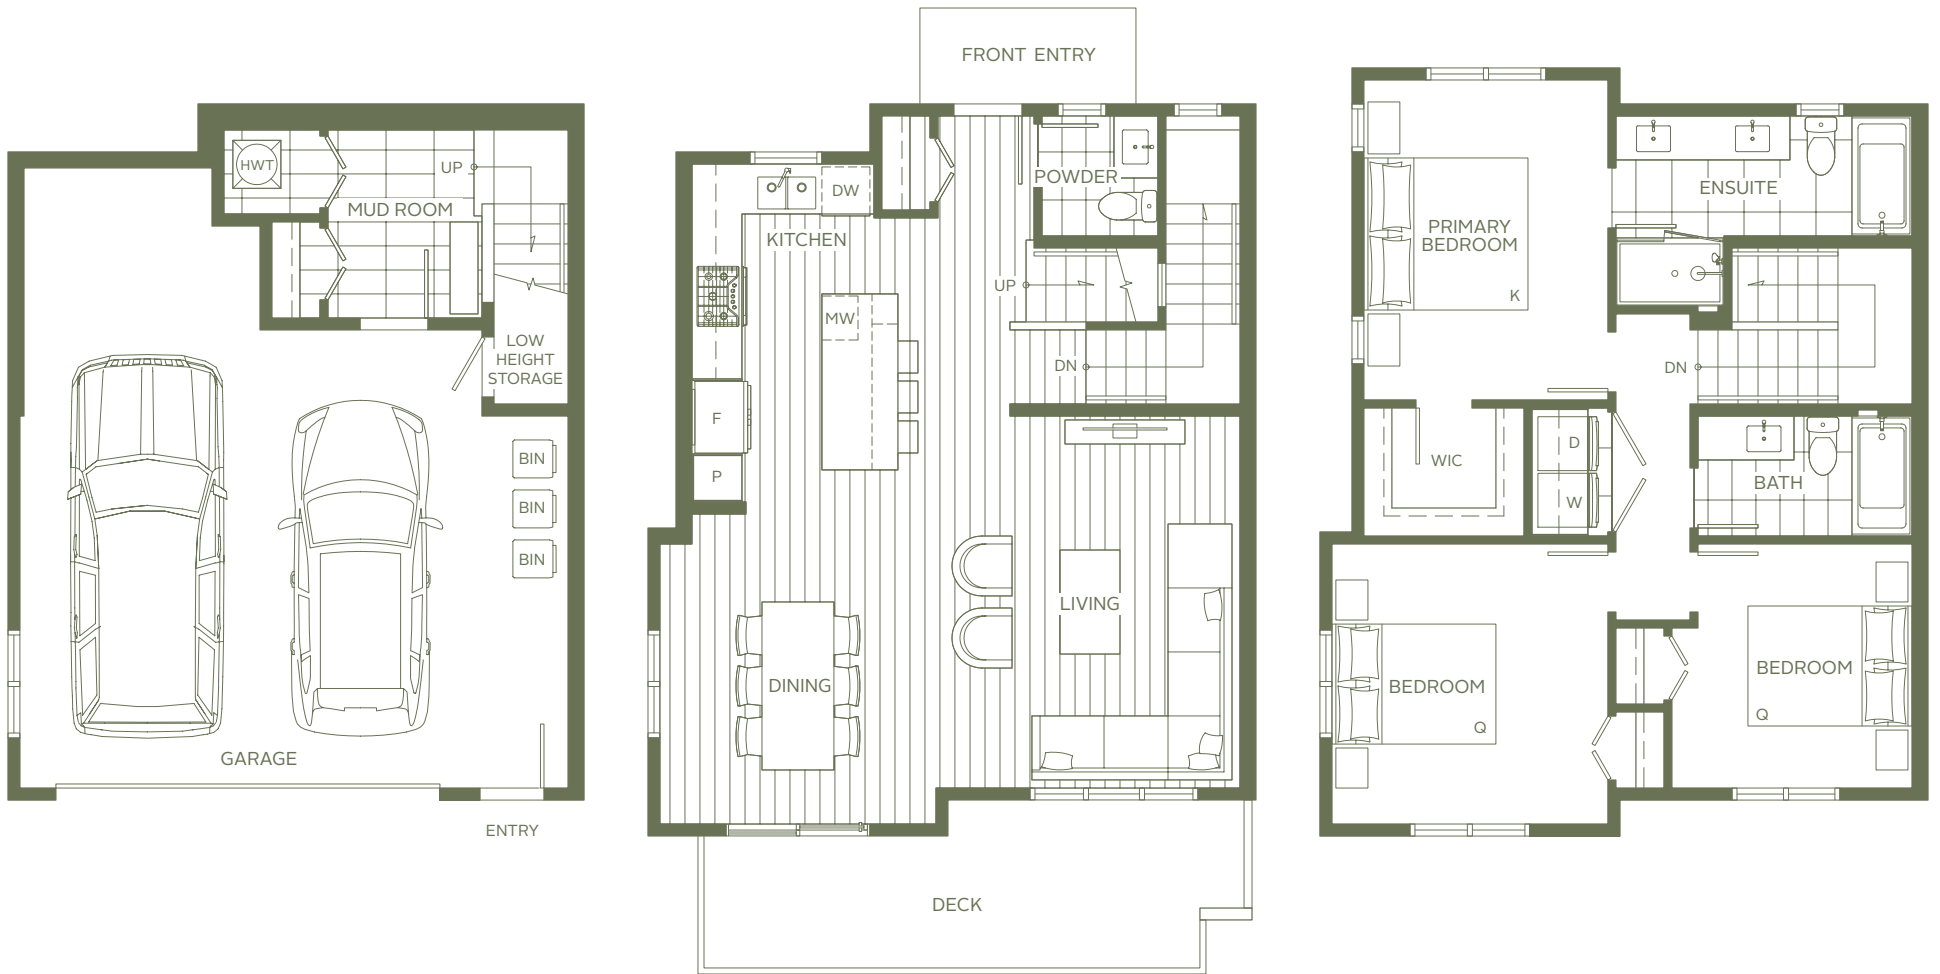 HWT
UP
MUD ROOM
LOW
HEIGHT
STORAGE
BIN
BIN
BIN
GARAGE
ENTRY
FRONT ENTRY
DW
POWDER
KITCHEN
UP
MW
DN
F
P
LIVING
DINING
DECK
ENSUITE
PRIMARY
BEDROOM
K
DN
D
WIC
W
BATH
BEDROOM
Q
BEDROOM
Q